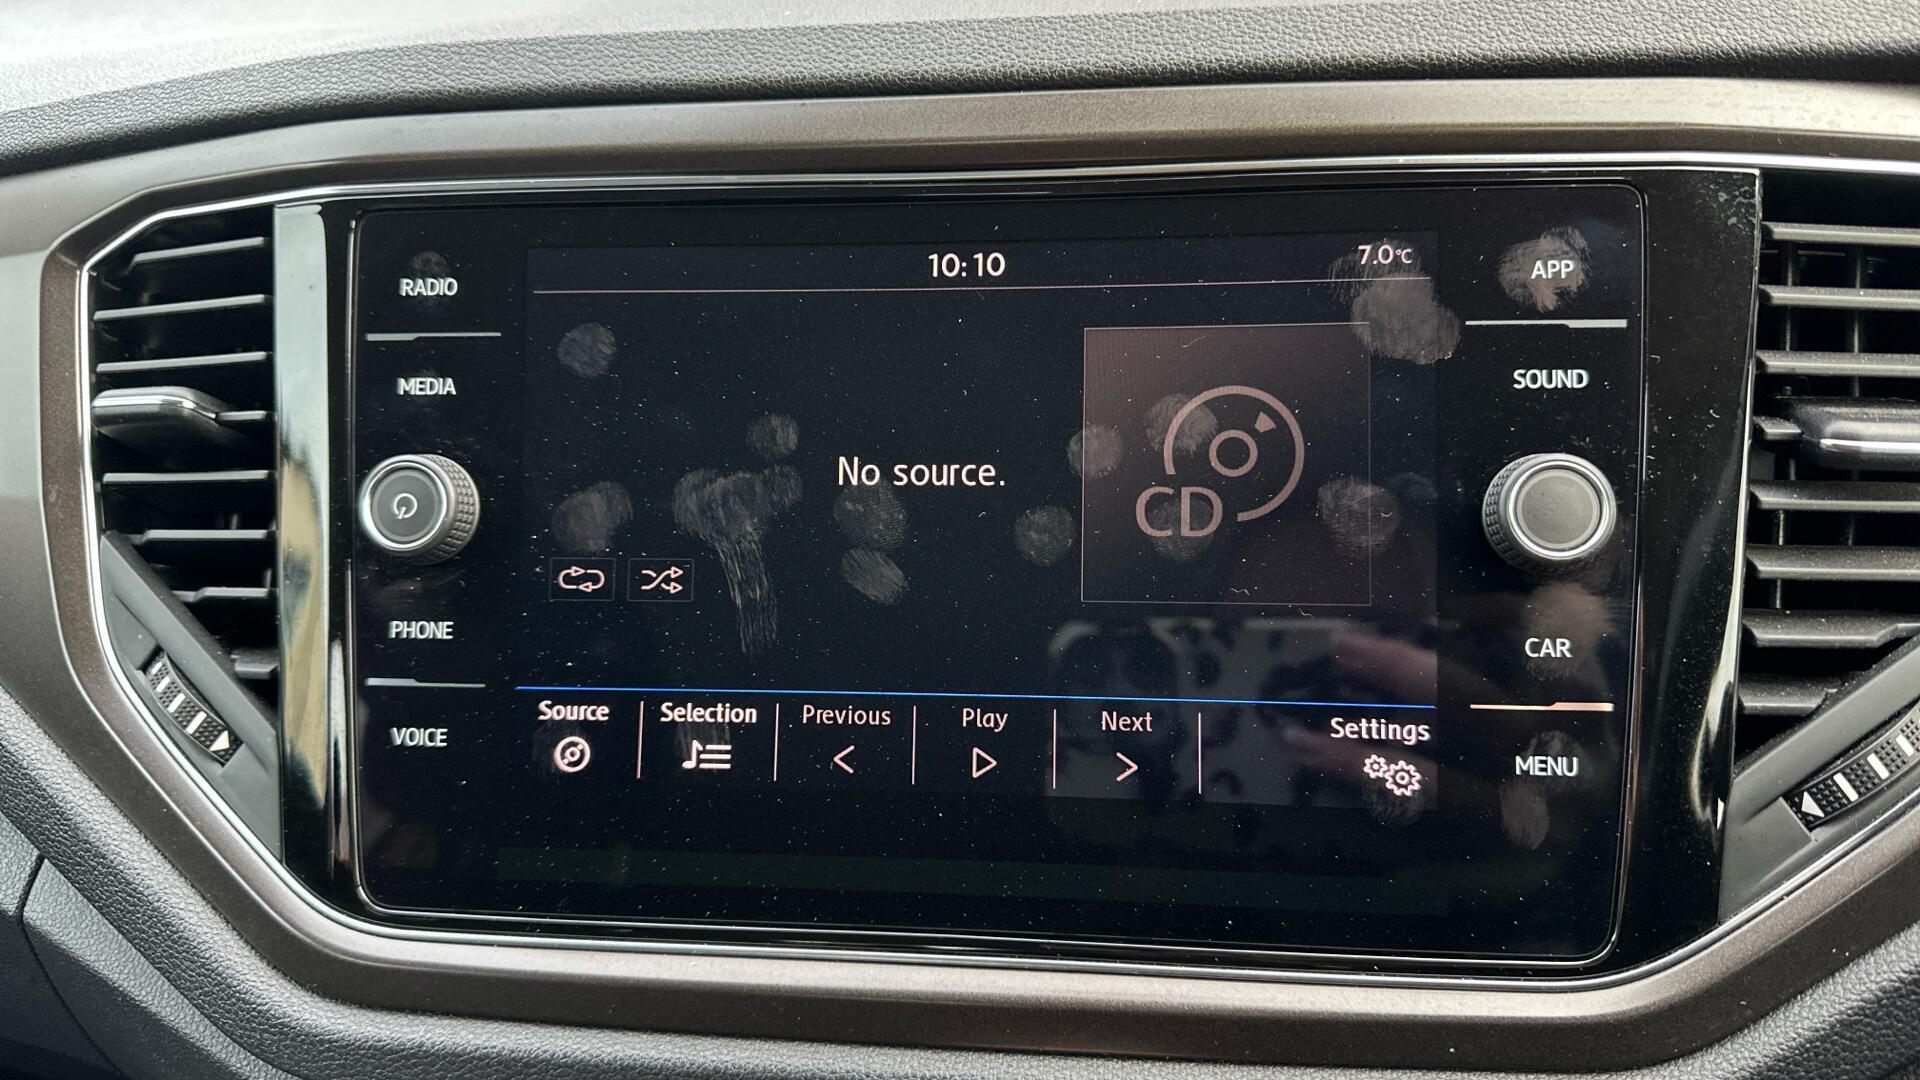 10:10
7.0°C
RADIO
MEDIA
PHONE
VOICE
No source.
CD
Source
Selection
Previous
Play
Next
Settings
APP
SOUND
CAR
MENU